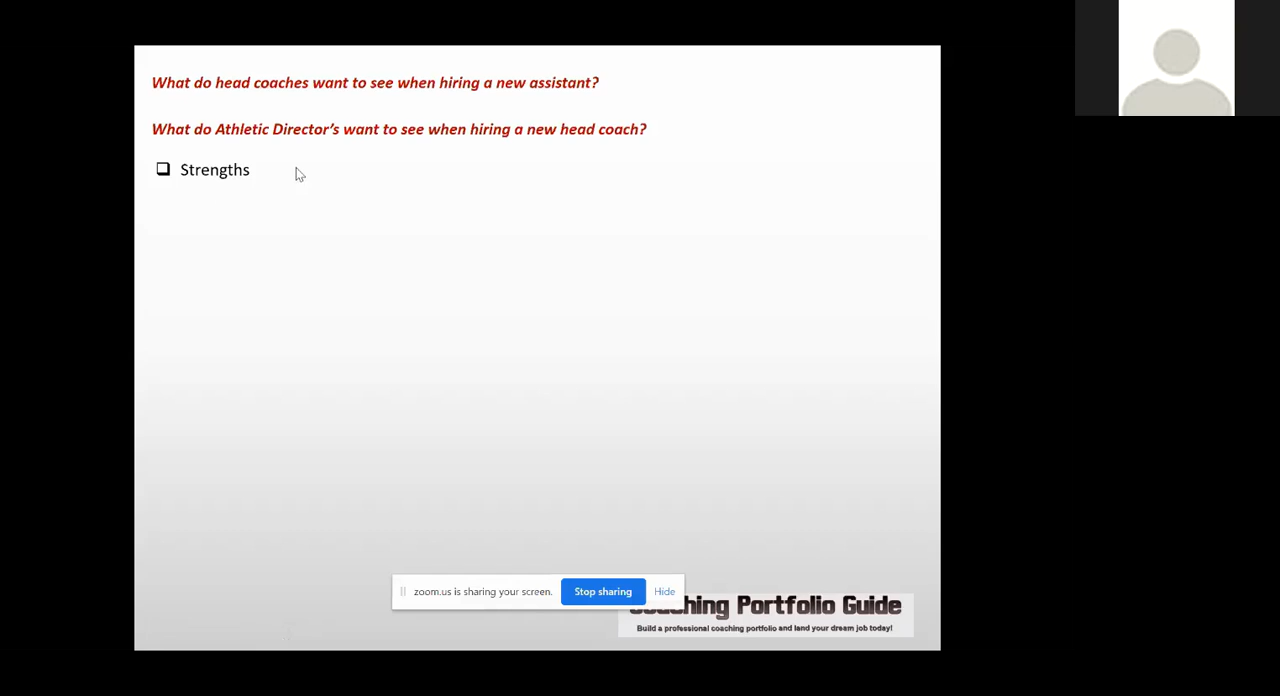 What do head coaches want to see when hiring a new assistant?
What do Athletic Director's want to see when hiring a new head coach?
Strengths
zoom.us is sharing your screen. Stop sharing Hide
Coaching Portfolio Guide
Build a professional coaching portfolio and land your dream job today!